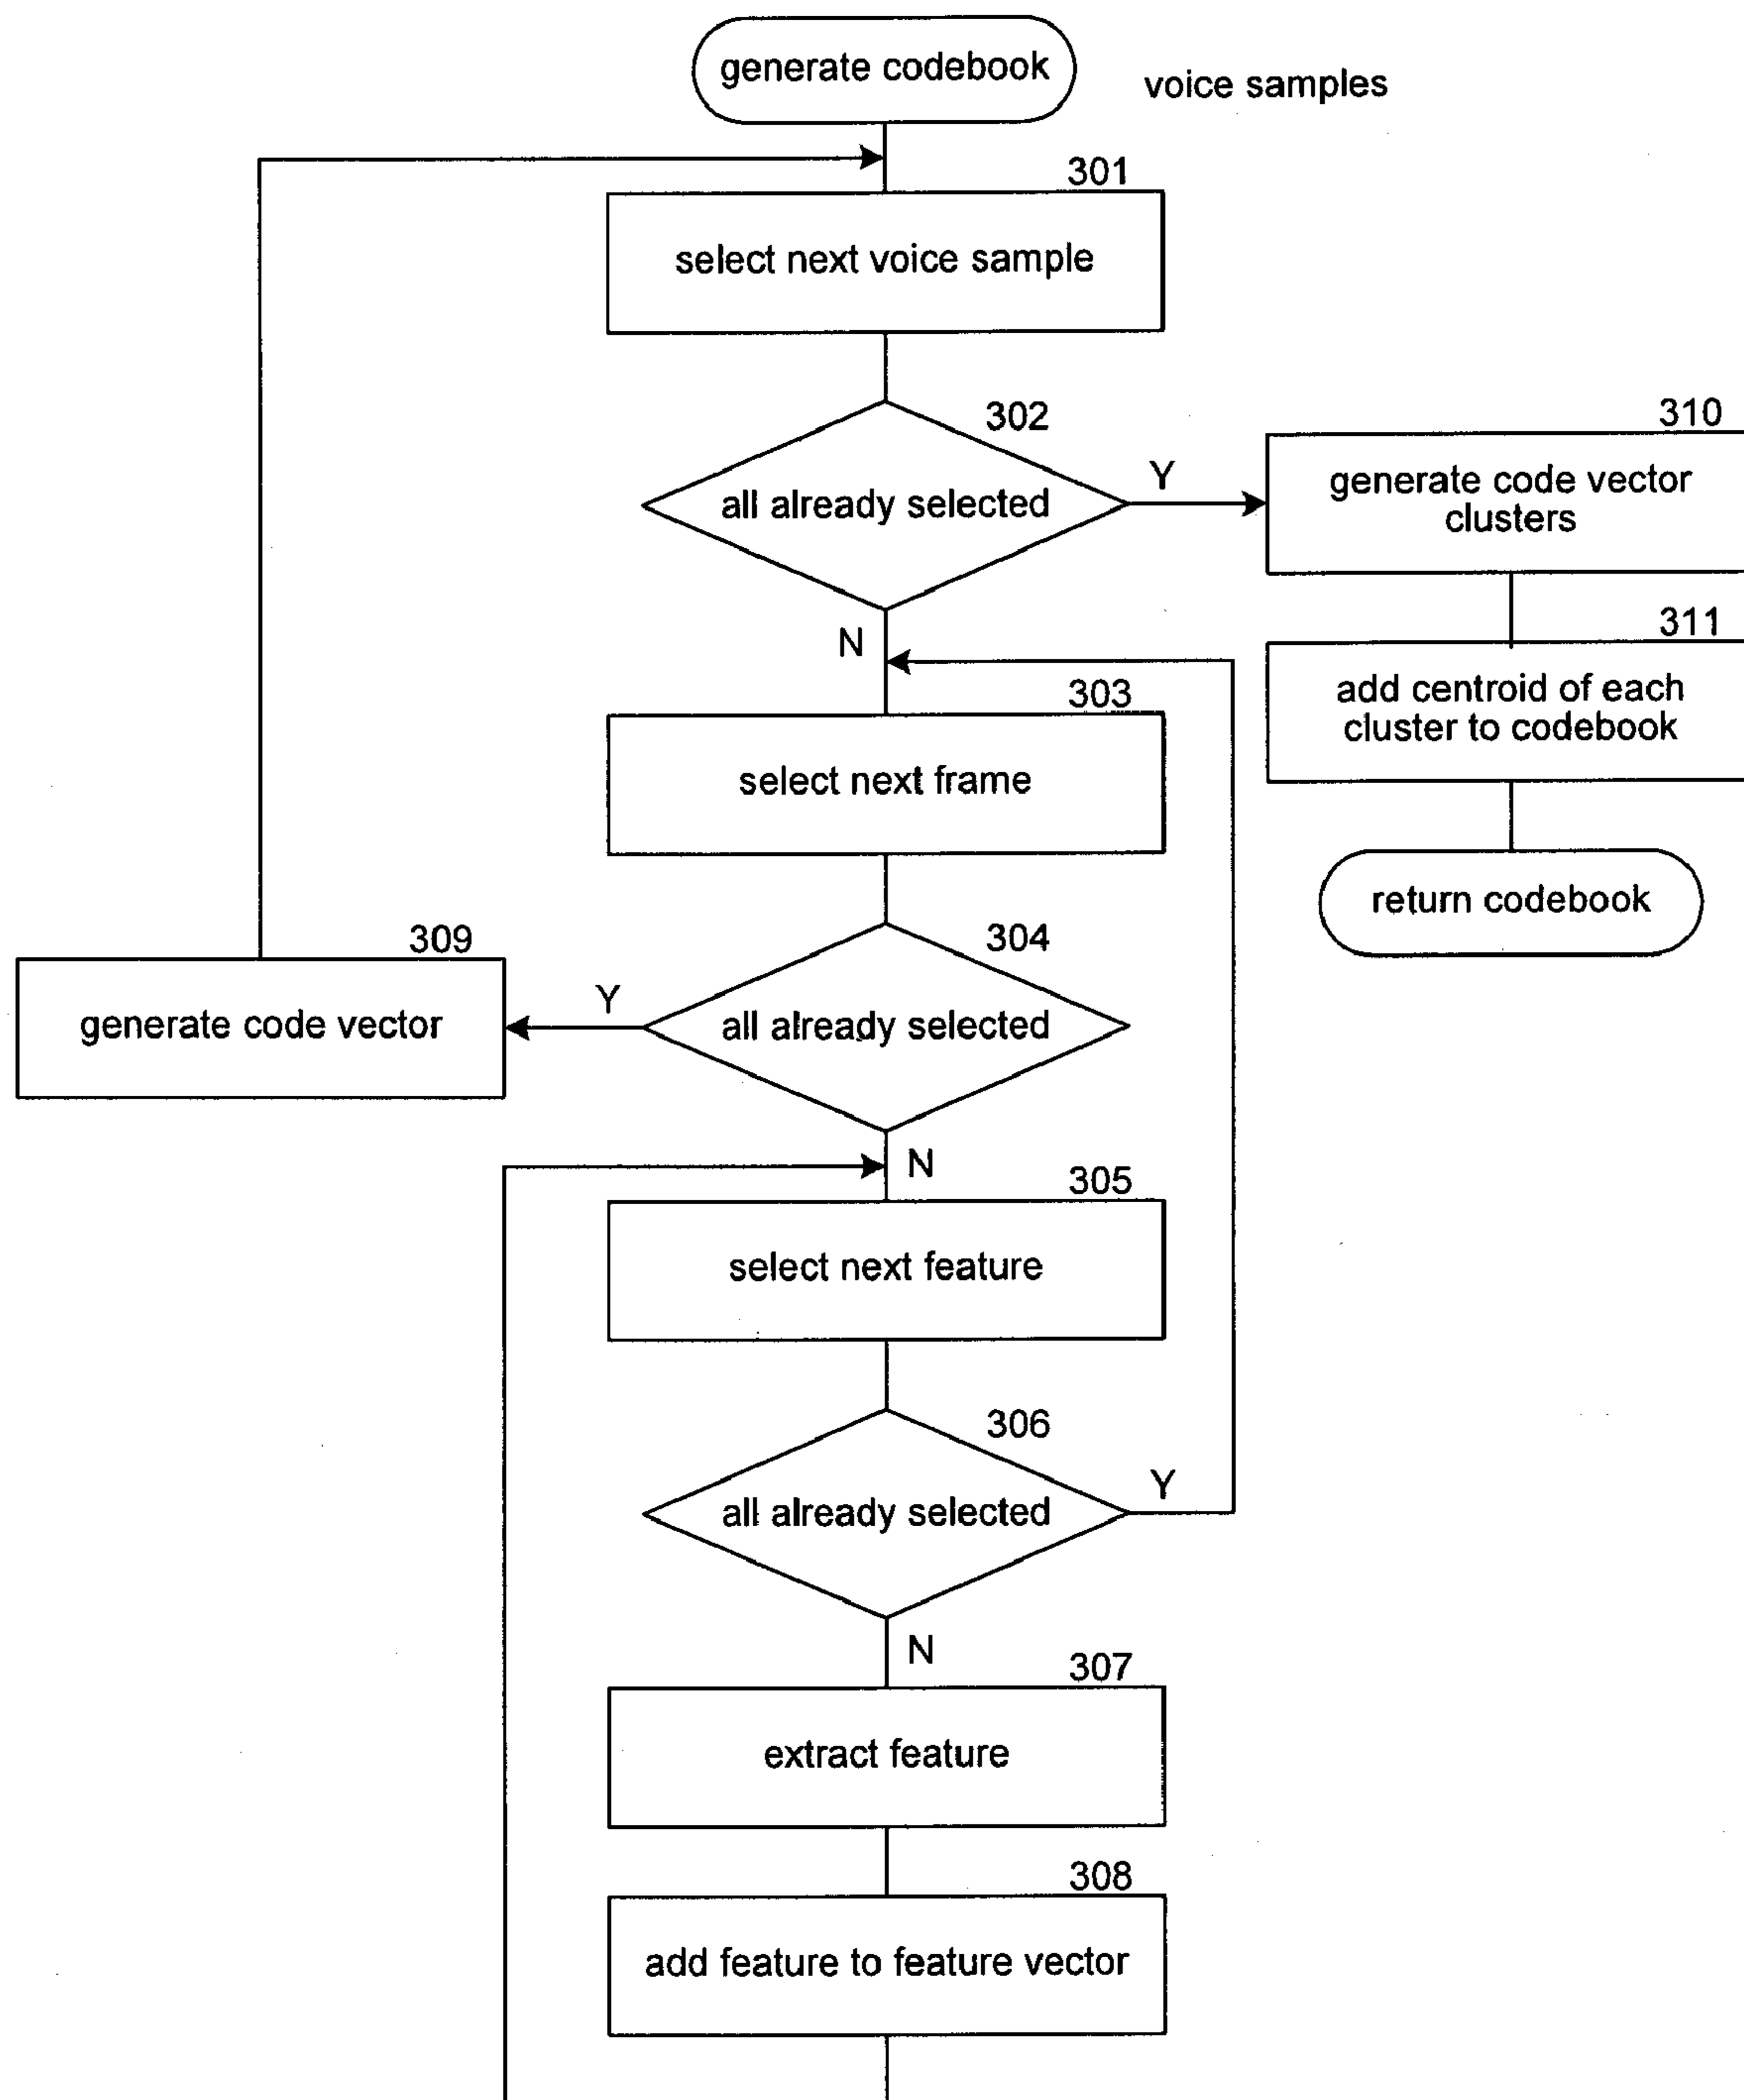 generate codebook
voice samples
301
select next voice sample
302
all already selected
Y
310
generate code vector
clusters
N
311
add centroid of each
cluster to codebook
303
select next frame
return codebook
304
all already selected
Y
309
generate code vector
N
305
select next feature
306
all already selected
Y
N
307
extract feature
308
add feature to feature vector